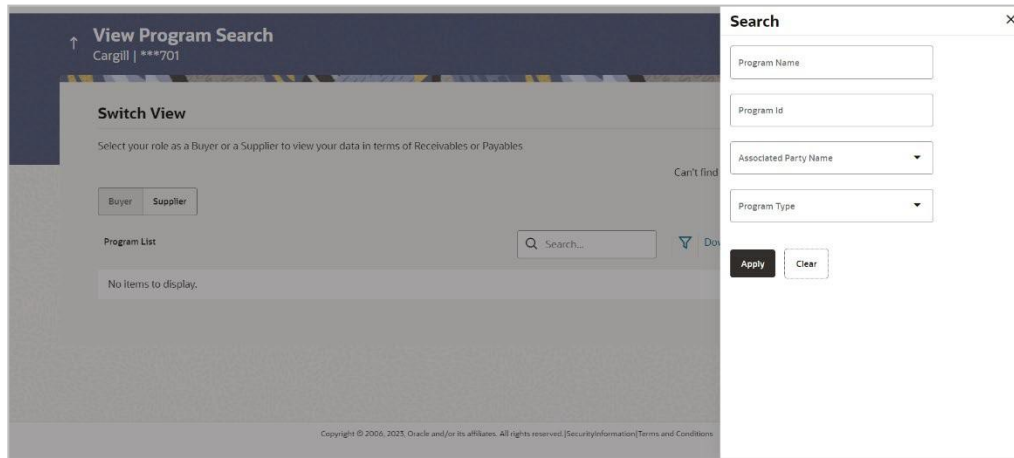 View Program Search
Cargill | ***701
Switch View
Select your role as a Buyer or a Supplier to view your data in terms of Receivables or Payables
Can't find
Buyer Supplier
Program List
Search...
No items to display.
Copyright © 2006, 2023, Oracle and/or its affiliates. All rights reserved.|SecurityInformation|Terms and Conditions
Search
Program Name
Program Id
Associated Party Name
Program Type
Apply Clear